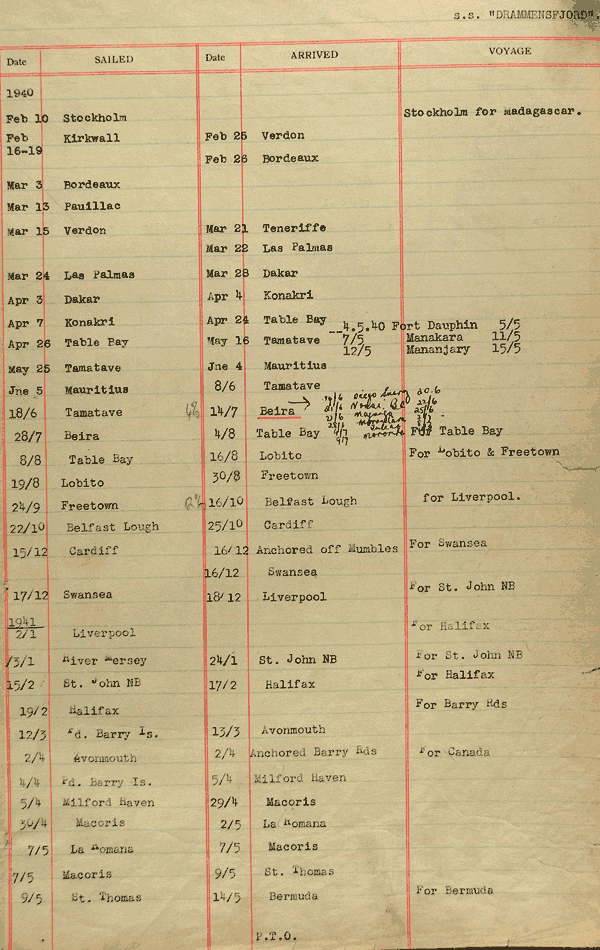 S.S. "DRAMMENSFJORD".
Date SAILED Date ARRIVED VOYAGE
1940
Feb 10 Stockholm Stockholm for Madagascar.
Feb 16-19 Kirkwall Feb 25 Verdon
Feb 26 Bordeaux
Mar 3 Bordeaux
Mar 13 Pauillac
Mar 15 Verdon Mar 21 Teneriffe
Mar 22 Las Palmas
Mar 24 Las Palmas Mar 28 Dakar
Apr 3 Dakar Apr 4 Konakri
Apr 7 Konakri Apr 24 Table Bay 4.5.40 Fort Dauphin 5/5
Apr 26 Table Bay May 16 Tamatave 7/5 Manakara 11/5
12/5 Mananjary 15/5
May 25 Tamatave Jne 4 Mauritius
Jne 5 Mauritius 8/6 Tamatave
18/6 Tamatave 14/7 Beira
28/7 Beira 4/8 Table Bay For Table Bay
8/8 Table Bay 16/8 Lobito For Lobito & Freetown
19/8 Lobito 30/8 Freetown
24/9 Freetown 16/10 Belfast Lough for Liverpool.
22/10 Belfast Lough 25/10 Cardiff
15/12 Cardiff 16/12 Anchored off Mumbles For Swansea
16/12 Swansea
17/12 Swansea 18/12 Liverpool For St. John NB
1941
2/1 Liverpool For Halifax
/3/1 River Mersey 24/1 St. John NB For St. John NB
15/2 St. John NB 17/2 Halifax For Halifax
19/2 Halifax For Barry Rds
12/3 Rd. Barry Is. 13/3 Avonmouth
2/4 Avonmouth 2/4 Anchored Barry Rds For Canada
4/4 Rd. Barry Is. 5/4 Milford Haven
5/4 Milford Haven 29/4 Macoris
30/4 Macoris 2/5 La Romana
7/5 La Romana 7/5 Macoris
7/5 Macoris 9/5 St. Thomas
9/5 St. Thomas 14/5 Bermuda For Bermuda
P.T.O.